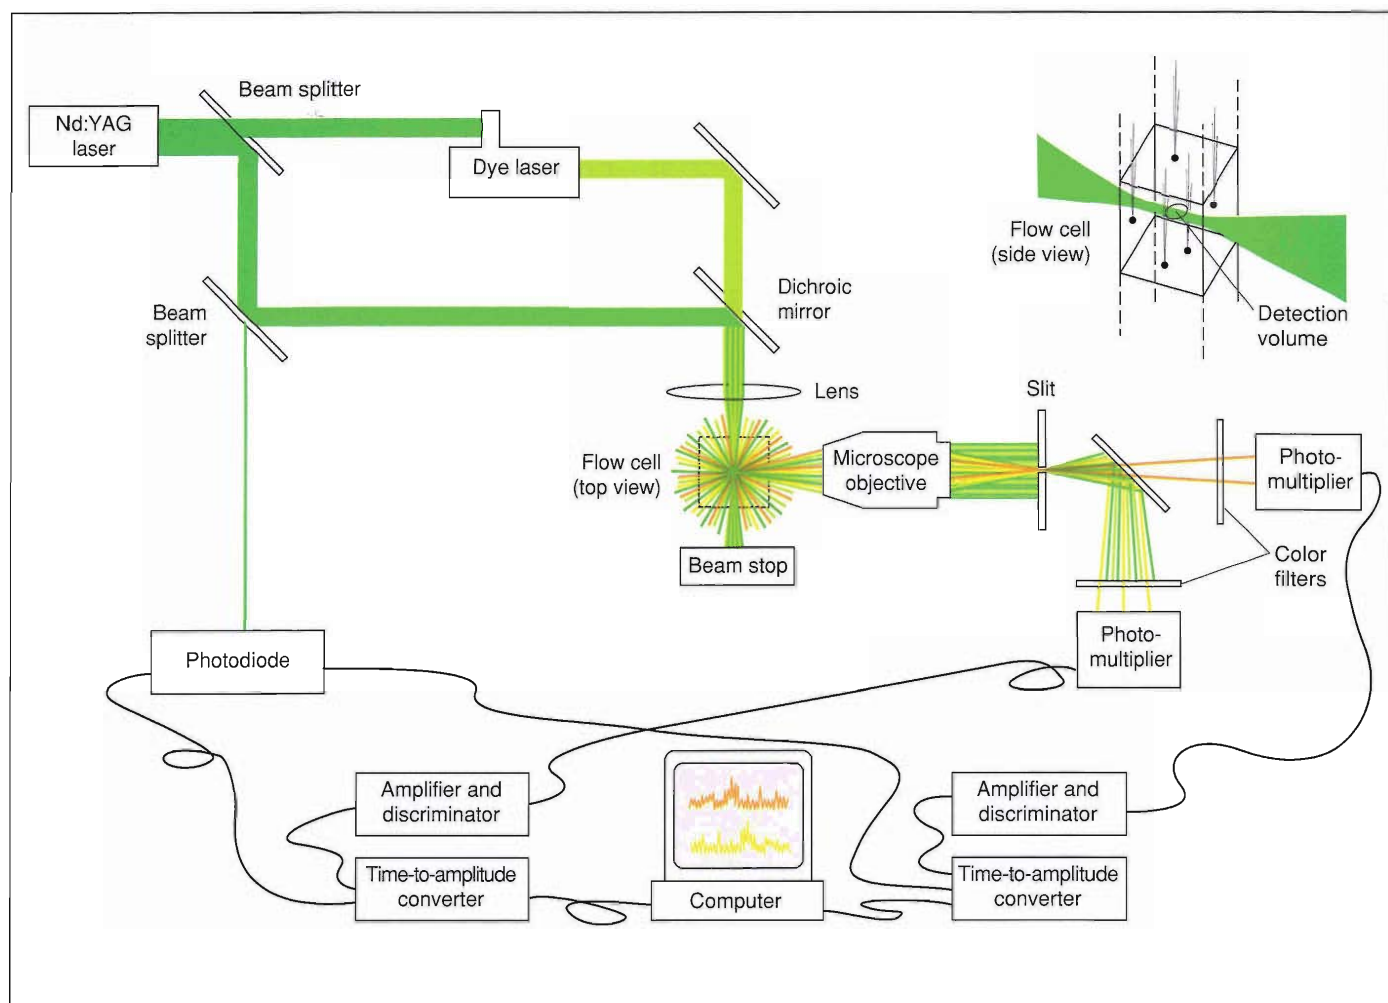 Beam splitter
Nd:YAG
laser
Dye laser
Flow cell
(side view)
Dichroic
mirror
Beam
splitter
Detection
volume
Lens
Slit
Flow cell
(top view)
Microscope
objective
Photo-
multiplier
Beam stop
Color
filters
Photodiode
Photo-
multiplier
Amplifier and
discriminator
Amplifier and
discriminator
Time-to-amplitude
converter
Computer
Time-to-amplitude
converter